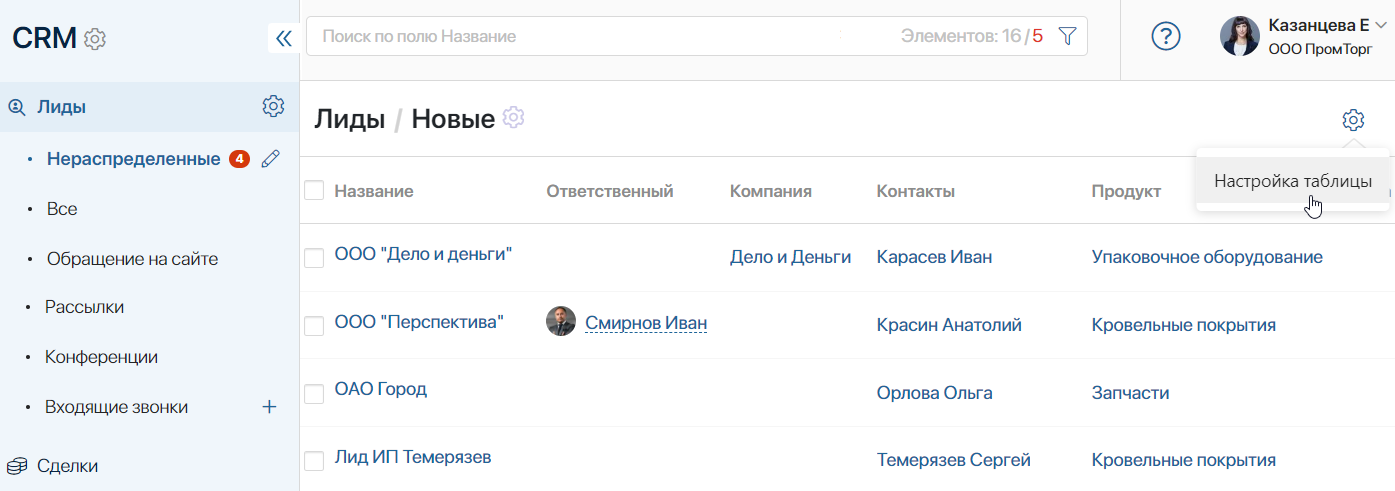 CRM
Поиск по полю Название
Элементов: 16/5
Казанцева Е
ООО ПромТорг
Лиды
Нераспределенные 4
Все
Обращение на сайте
Рассылки
Конференции
Входящие звонки
Сделки
Лиды / Новые
Настройка таблицы
Название Ответственный Компания Контакты Продукт
ООО "Дело и деньги" Дело и Деньги Карасев Иван Упаковочное оборудование
ООО "Перспектива" Смирнов Иван Красин Анатолий Кровельные покрытия
ОАО Город Орлова Ольга Запчасти
Лид ИП Темерязев Темерязев Сергей Кровельные покрытия